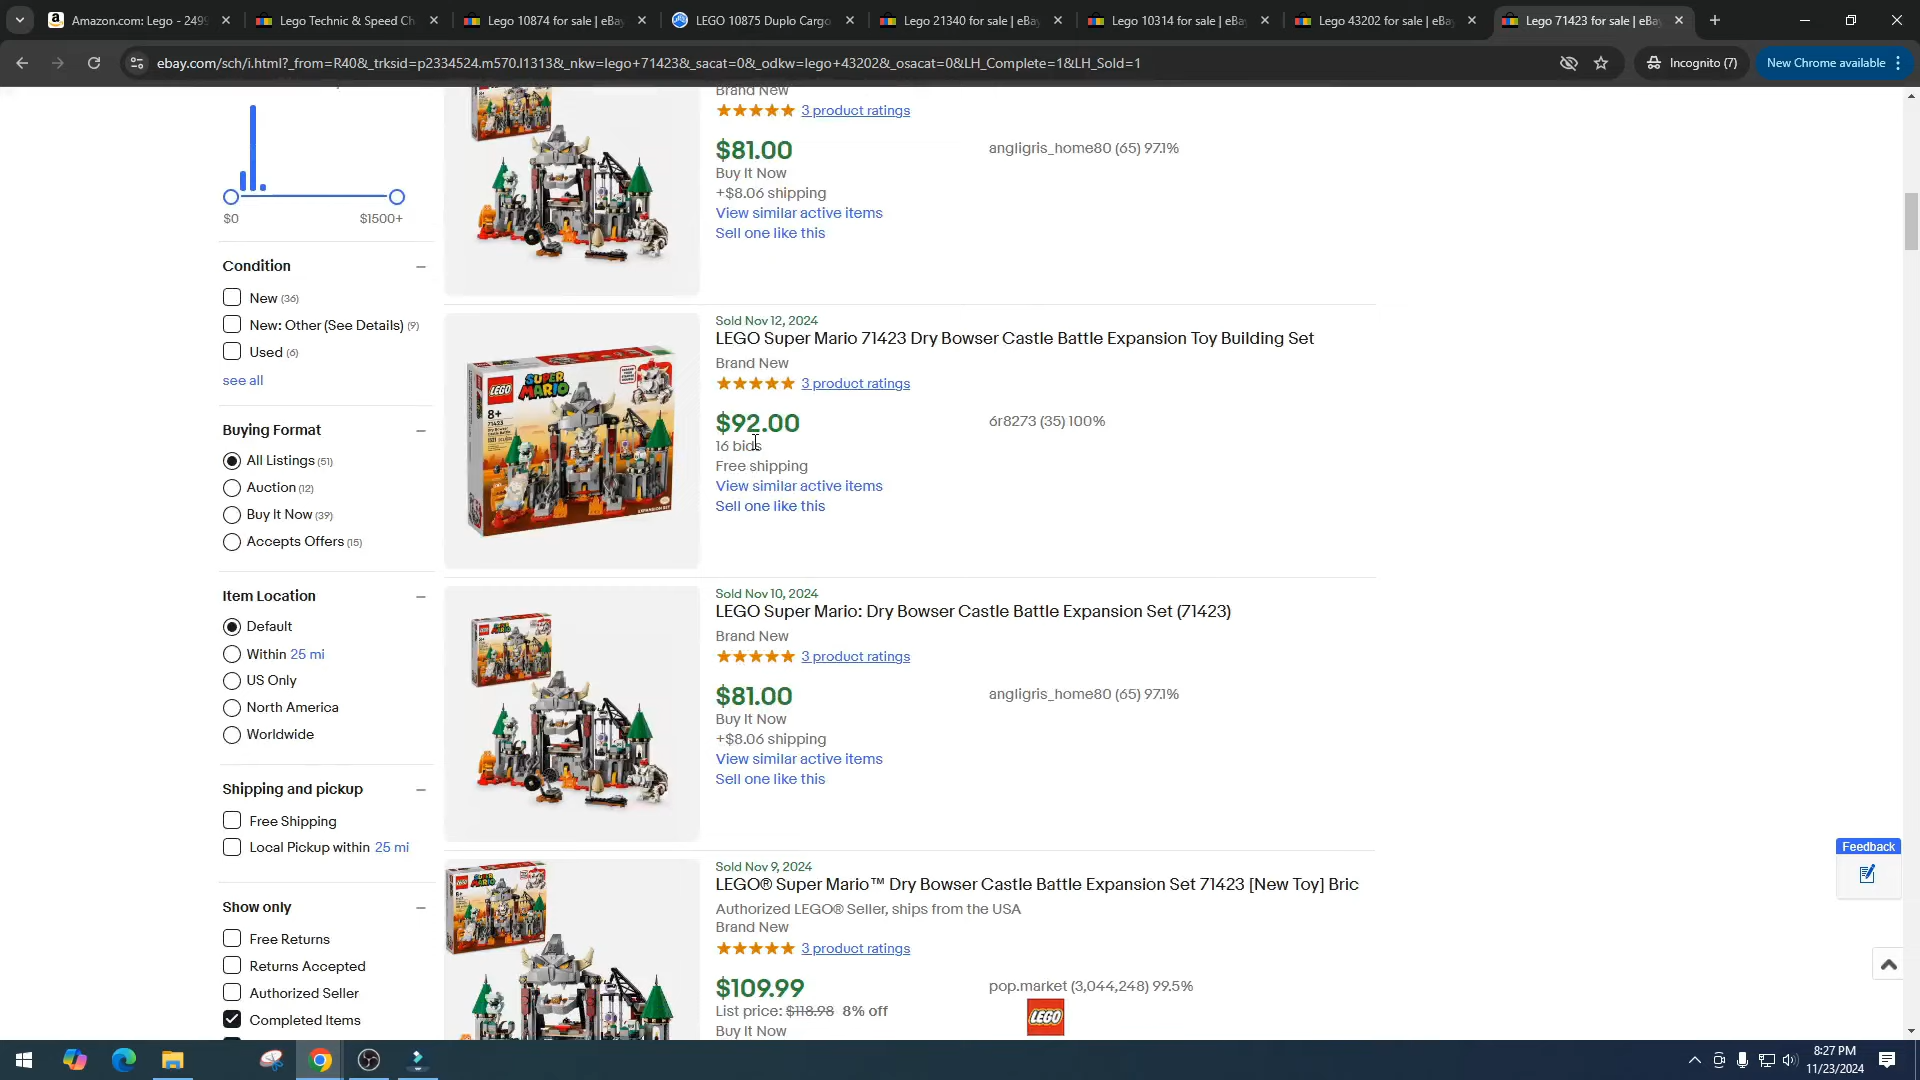 Amazon.com: Lego - 249
Lego Technic & Speed Ch
Lego 10874 for sale | eBa
LEGO 10875 Duplo Cargo
Lego 21340 for sale | eBa
Lego 10314 for sale | eBa
Lego 43202 for sale | eBa
Lego 71423 for sale | eBa
ebay.com/sch/i.html?_from=R40&_trksid=p2334524.m570.l1313&_nkw=lego+71423&_sacat=0&_odkw=lego+43202&_osacat=0&LH_Complete=1&LH_Sold=1
Incognito (7)
New Chrome available
$0
$1500+
Condition
New (36)
New: Other (See Details) (9)
Used (6)
see all
Buying Format
All Listings (51)
Auction (12)
Buy It Now (39)
Accepts Offers (15)
Item Location
Default
Within 25 mi
US Only
North America
Worldwide
Shipping and pickup
Free Shipping
Local Pickup within 25 mi
Show only
Free Returns
Returns Accepted
Authorized Seller
Completed Items
Brand New
3 product ratings
$81.00
angligris_home80 (65) 97.1%
Buy It Now
+$8.06 shipping
View similar active items
Sell one like this
LEGO
SUPER
MARIO
8+
71423
Sold Nov 12, 2024
LEGO Super Mario 71423 Dry Bowser Castle Battle Expansion Toy Building Set
Brand New
3 product ratings
$92.00
6r8273 (35) 100%
16 bids
Free shipping
View similar active items
Sell one like this
Sold Nov 10, 2024
LEGO Super Mario: Dry Bowser Castle Battle Expansion Set (71423)
Brand New
3 product ratings
$81.00
angligris_home80 (65) 97.1%
Buy It Now
+$8.06 shipping
View similar active items
Sell one like this
Sold Nov 9, 2024
LEGO® Super Mario™ Dry Bowser Castle Battle Expansion Set 71423 [New Toy] Bric
Authorized LEGO® Seller, ships from the USA
Brand New
3 product ratings
$109.99
pop.market (3,044,248) 99.5%
List price: $118.98 8% off
Buy It Now
LEGO
Feedback
8:27 PM
11/23/2024